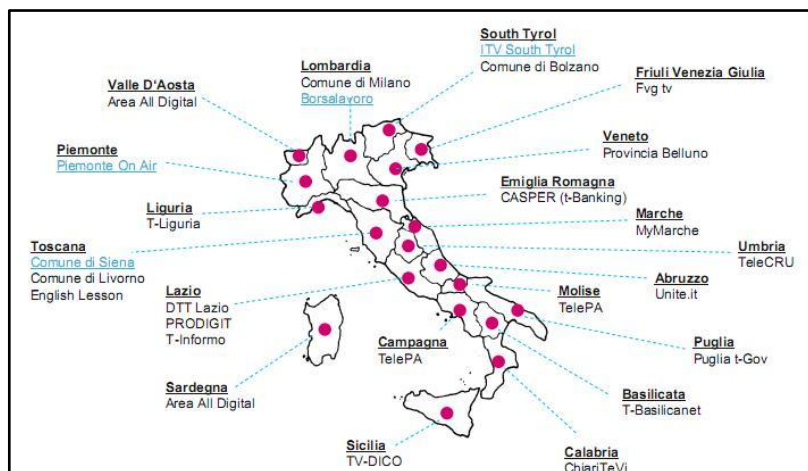 South Tyrol
ITV South Tyrol
Comune di Bolzano
Lombardia
Comune di Milano
Borsalavoro
Friuli Venezia Giulia
Fvg tv
Valle D'Aosta
Area All Digital
Veneto
Provincia Belluno
Piemonte
Piemonte On Air
Emiglia Romagna
CASPER (t-Banking)
Liguria
T-Liguria
Marche
MyMarche
Toscana
Comune di Siena
Comune di Livorno
English Lesson
Umbria
TeleCRU
Lazio
DTT Lazio
PRODIGIT
T-Informo
Abruzzo
Unite.it
Molise
TelePA
Campagna
TelePA
Puglia
Puglia t-Gov
Sardegna
Area All Digital
Basilicata
T-Basilicanet
Sicilia
TV-DICO
Calabria
ChiariTeVi